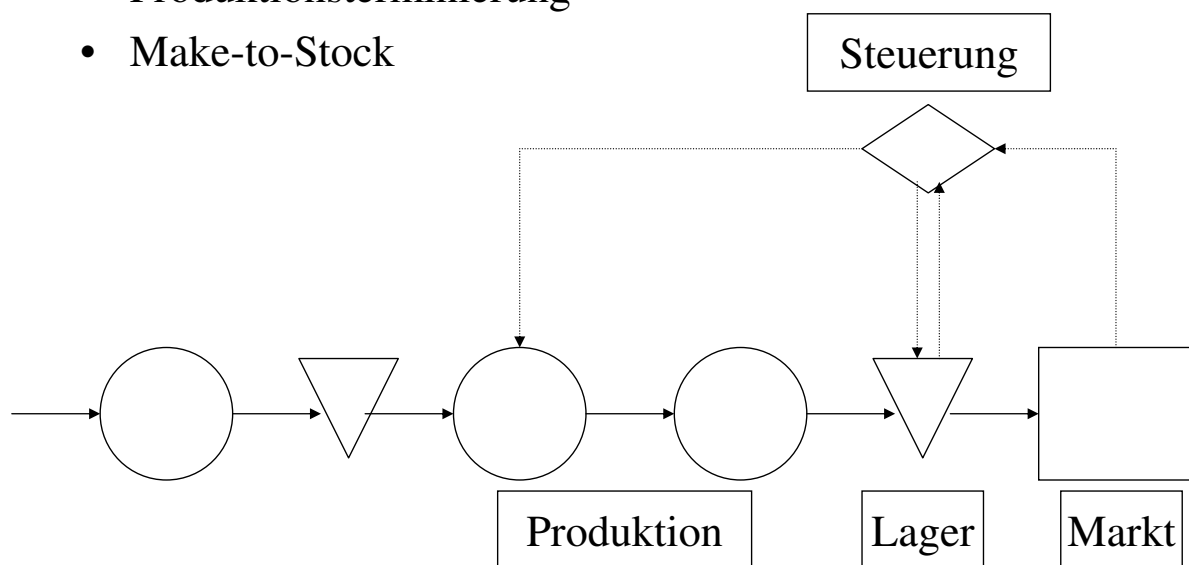 • Make-to-Stock
Steuerung
Produktion
Lager
Markt